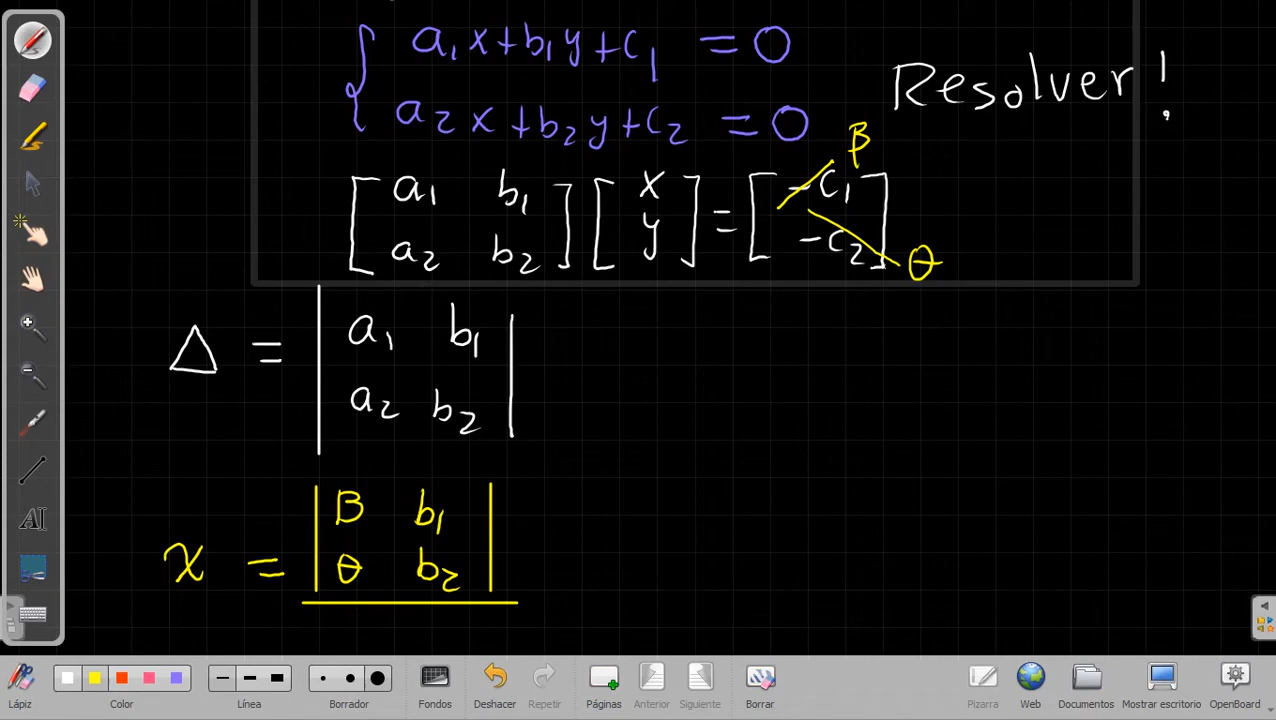 a₁x+b₁y+c₁ = 0
a₂x+b₂y+c₂ = 0
Resolver!
[a₁ b₁] [x] = [-c₁] β
[a₂ b₂] [y] [-c₂] θ
Δ = |a₁ b₁|
|a₂ b₂|
x = |B b₁|
|θ b₂|
Lápiz
Color
Línea
Borrador
Fondos
Deshacer
Repetir
Páginas
Anterior
Siguiente
Borrar
Pizarra
Web
Documentos
Mostrar escritorio
OpenBoard